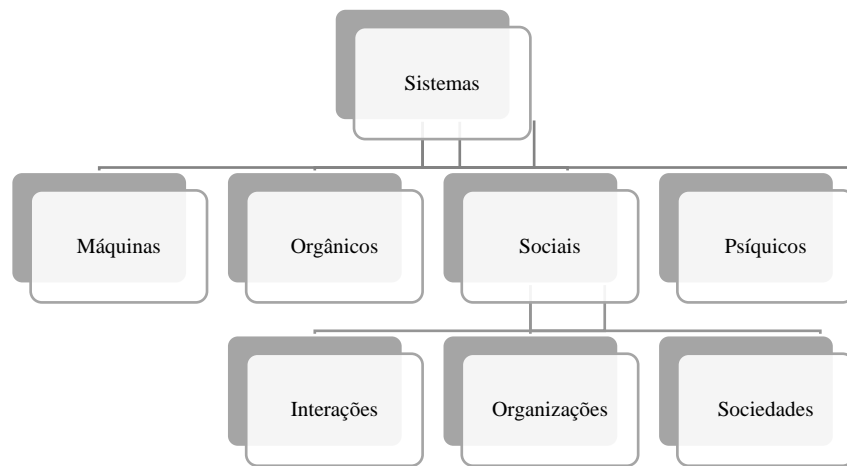 Sistemas
Máquinas
Orgânicos
Sociais
Psíquicos
Interações
Organizações
Sociedades